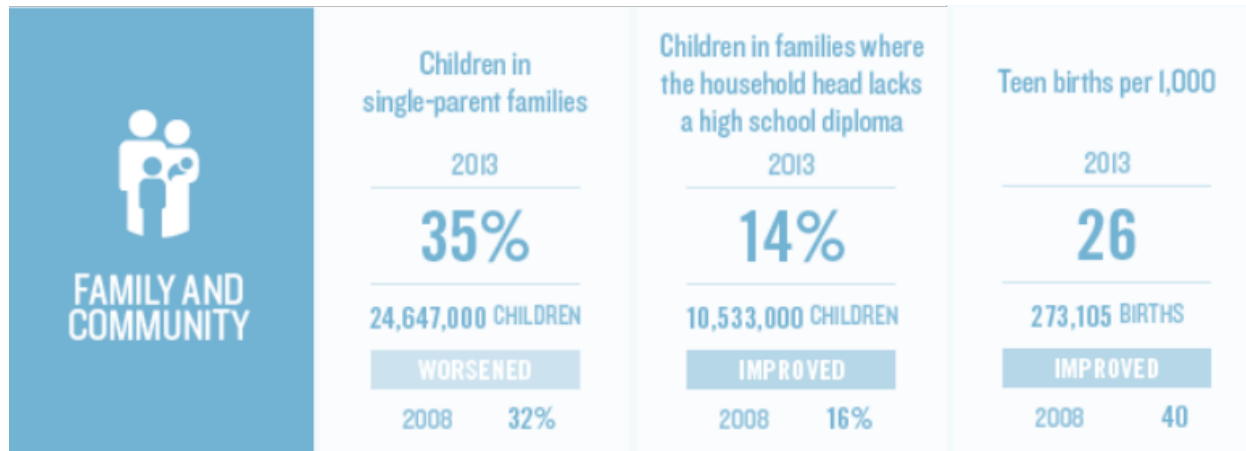 FAMILY AND
COMMUNITY
Children in
single-parent families
2013
35%
24,647,000 CHILDREN
WORSENED
2008 32%
Children in families where
the household head lacks
a high school diploma
2013
14%
10,533,000 CHILDREN
IMPROVED
2008 16%
Teen births per 1,000
2013
26
273,105 BIRTHS
IMPROVED
2008 40